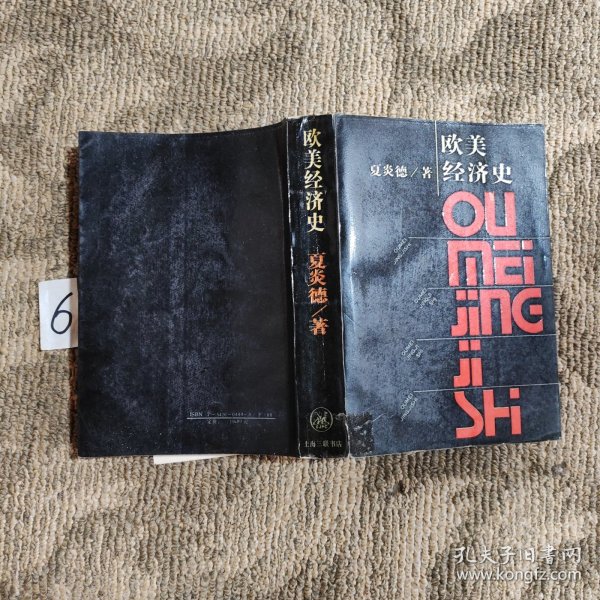 欧美
经济史
夏炎德/著
OU
MEI
JING
JI
SHI
欧美经济史
夏炎德/著
上海三联书店
6
孔夫子旧书网
www.kongfz.com